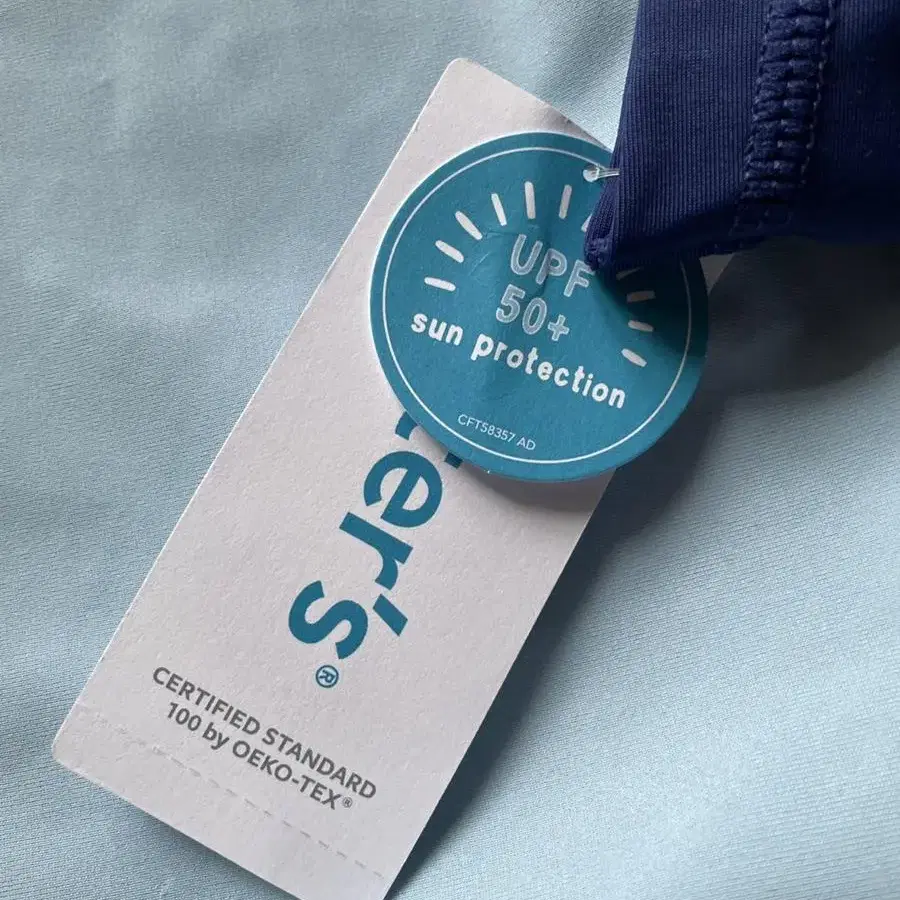 UPF
50+
sun protection
CFT58357 AD
ter's®
CERTIFIED STANDARD
100 by OEKO-TEX®